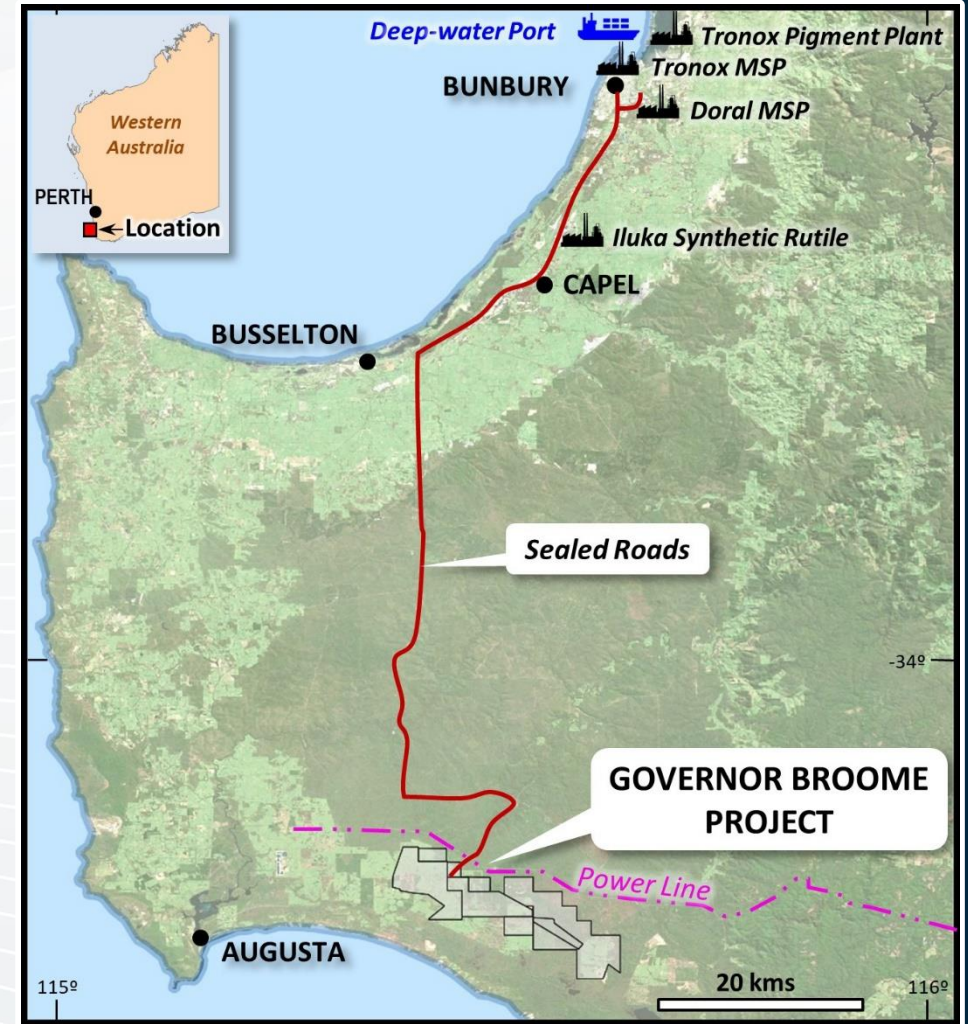 Deep-water Port
Tronox Pigment Plant
Tronox MSP
BUNBURY
Doral MSP
Western
Australia
PERTH
Location
Iluka Synthetic Rutile
CAPEL
BUSSELTON
Sealed Roads
-34º
GOVERNOR BROOME
PROJECT
Power Line
AUGUSTA
20 kms
115º
116º